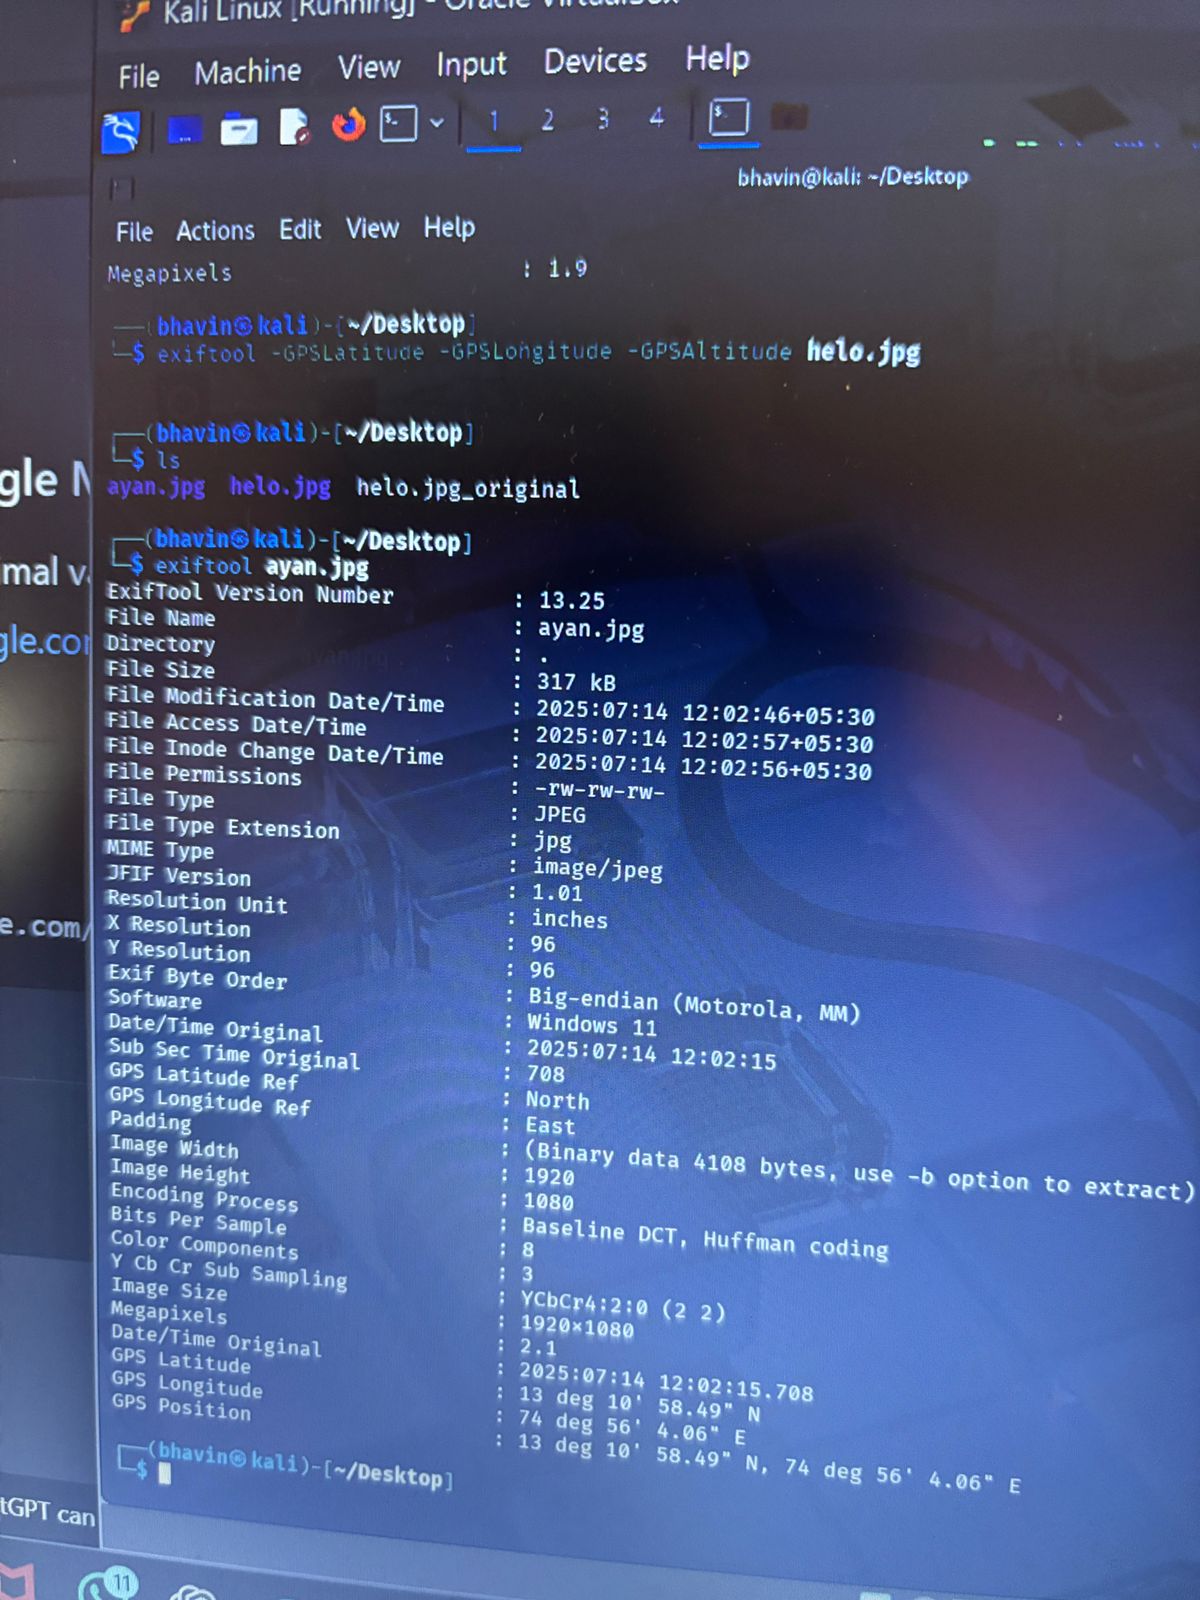 Kali Linux [Running] - Oracle VirtualBox
File Machine View Input Devices Help
1 2 3 4
bhavin@kali: ~/Desktop
File Actions Edit View Help
Megapixels : 1.9
(bhavin㉿kali)-[~/Desktop]
$ exiftool -GPSLatitude -GPSLongitude -GPSAltitude helo.jpg
(bhavin㉿kali)-[~/Desktop]
$ ls
ayan.jpg helo.jpg helo.jpg_original
(bhavin㉿kali)-[~/Desktop]
$ exiftool ayan.jpg
ExifTool Version Number : 13.25
File Name : ayan.jpg
Directory : .
File Size : 317 kB
File Modification Date/Time : 2025:07:14 12:02:46+05:30
File Access Date/Time : 2025:07:14 12:02:57+05:30
File Inode Change Date/Time : 2025:07:14 12:02:56+05:30
File Permissions : -rw-rw-rw-
File Type : JPEG
File Type Extension : jpg
MIME Type : image/jpeg
JFIF Version : 1.01
Resolution Unit : inches
X Resolution : 96
Y Resolution : 96
Exif Byte Order : Big-endian (Motorola, MM)
Software : Windows 11
Date/Time Original : 2025:07:14 12:02:15
Sub Sec Time Original : 708
GPS Latitude Ref : North
GPS Longitude Ref : East
Padding : (Binary data 4108 bytes, use -b option to extract)
Image Width : 1920
Image Height : 1080
Encoding Process : Baseline DCT, Huffman coding
Bits Per Sample : 8
Color Components : 3
Y Cb Cr Sub Sampling : YCbCr4:2:0 (2 2)
Image Size : 1920×1080
Megapixels : 2.1
Date/Time Original : 2025:07:14 12:02:15.708
GPS Latitude : 13 deg 10' 58.49" N
GPS Longitude : 74 deg 56' 4.06" E
GPS Position : 13 deg 10' 58.49" N, 74 deg 56' 4.06" E
(bhavin㉿kali)-[~/Desktop]
$
gle
mal
gle.co
e.com/
tGPT can
11